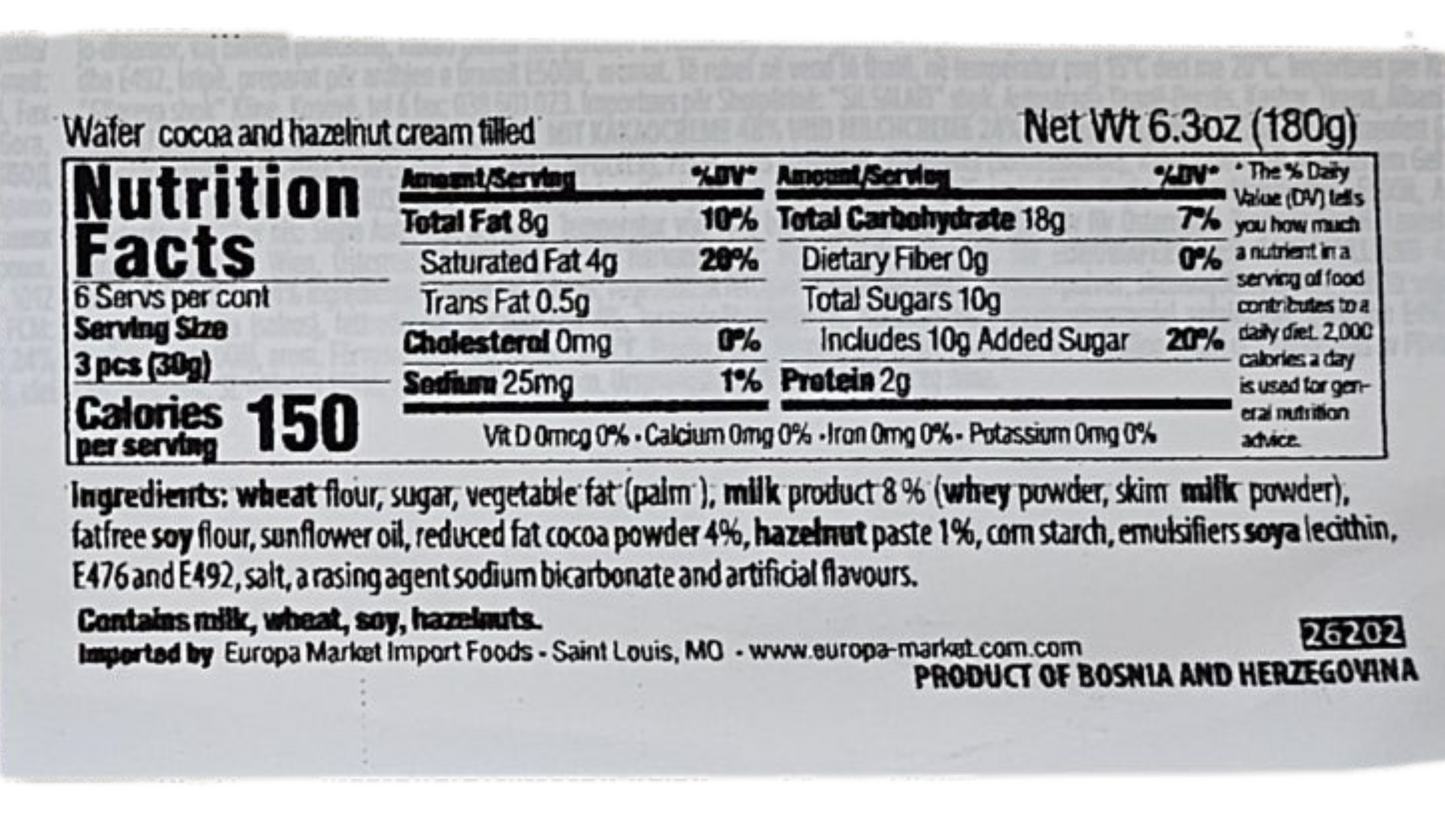 Wafer cocoa and hazelnut cream filled
Net Wt 6.3oz (180g)
Nutrition
Facts
6 Servs per cont
Serving Size
3 pcs (30g)
Calories
per serving 150
Amount/Serving %DV*
Total Fat 8g 10%
Saturated Fat 4g 20%
Trans Fat 0.5g
Cholesterol 0mg 0%
Sodium 25mg 1%
Amount/Serving %DV*
Total Carbohydrate 18g 7%
Dietary Fiber 0g 0%
Total Sugars 10g
Includes 10g Added Sugar 20%
Protein 2g
Vit D 0mcg 0% • Calcium 0mg 0% • Iron 0mg 0% • Potassium 0mg 0%
* The % Daily
Value (DV) tells
you how much
a nutrient in a
serving of food
contributes to a
daily diet. 2,000
calories a day
is used for gen-
eral nutrition
advice.
Ingredients: wheat flour, sugar, vegetable fat (palm ), milk product 8 % (whey powder, skim milk powder),
fatfree soy flour, sunflower oil, reduced fat cocoa powder 4%, hazelnut paste 1%, corn starch, emulsifiers soya lecithin,
E476 and E492, salt, a rasing agent sodium bicarbonate and artificial flavours.
Contains milk, wheat, soy, hazelnuts.
Imported by Europa Market Import Foods - Saint Louis, MO - www.europa-market.com.com
26202
PRODUCT OF BOSNIA AND HERZEGOVINA